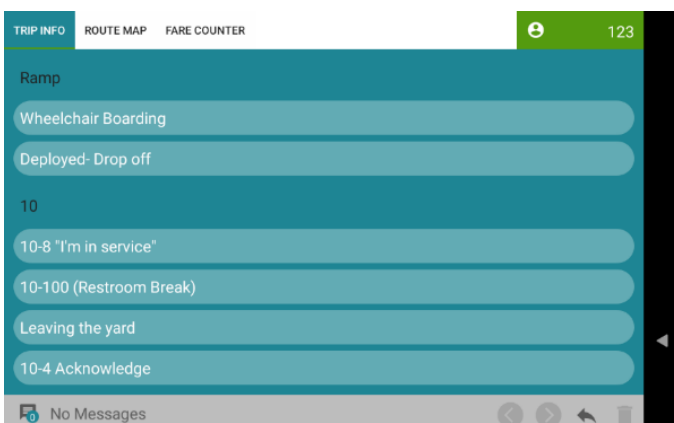 TRIP INFO ROUTE MAP FARE COUNTER 123
Ramp
Wheelchair Boarding
Deployed- Drop off
10
10-8 "I'm in service"
10-100 (Restroom Break)
Leaving the yard
10-4 Acknowledge
0 No Messages